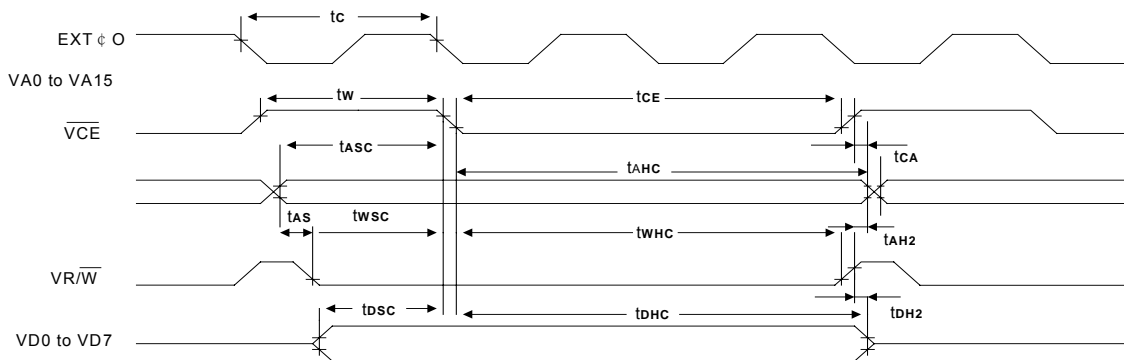 tC
EXT ¢ O
VA0 to VA15
tW
tCE
VCE
tASC
tCA
tAHC
tAS
tWSC
tWHC
tAH2
VR/W
tDSC
tDHC
tDH2
VD0 to VD7